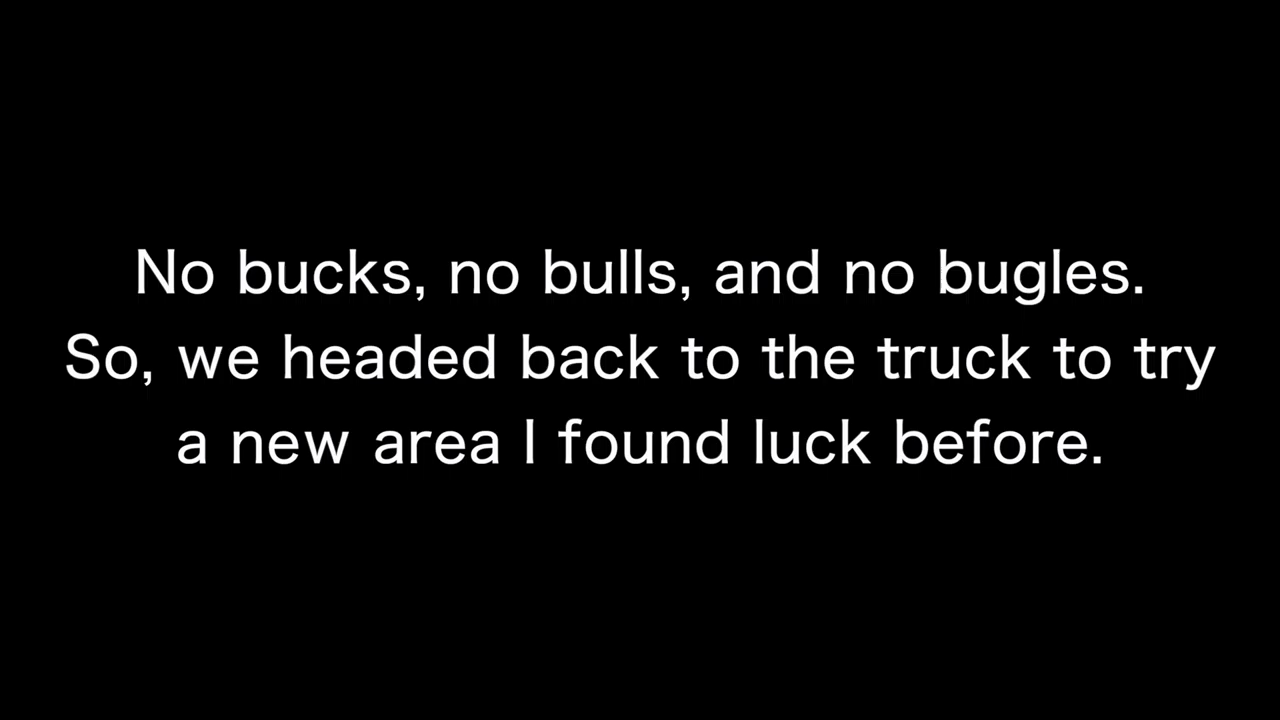 No bucks, no bulls, and no bugles.
So, we headed back to the truck to try
a new area I found luck before.